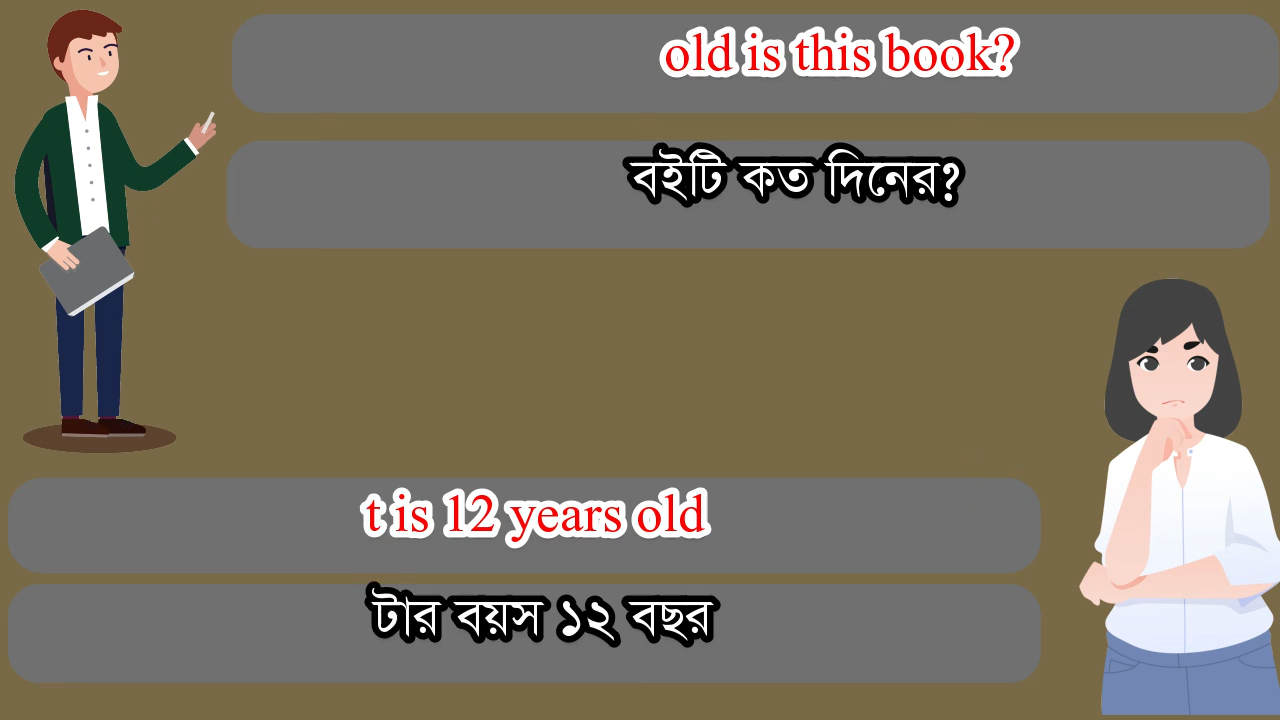 old is this book?
বইটি কত দিনের?
t is 12 years old
টার বয়স ১২ বছর